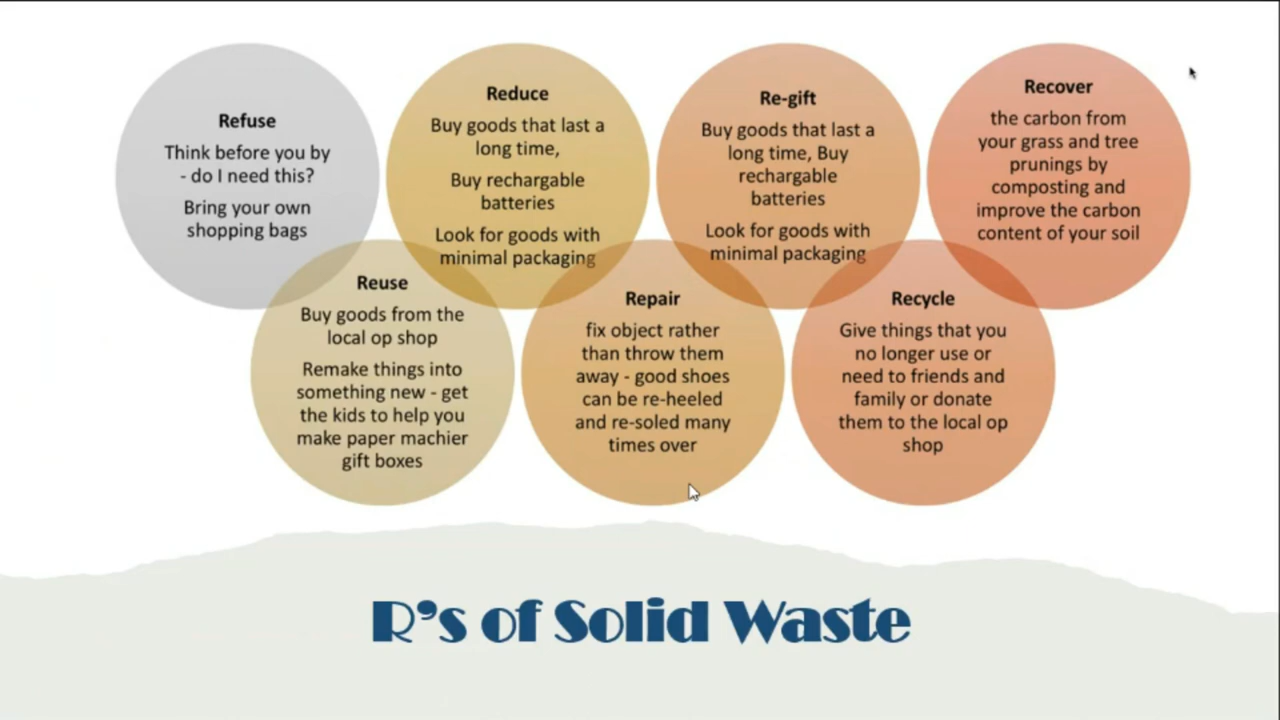 Refuse
Think before you by
- do I need this?
Bring your own
shopping bags
Reuse
Buy goods from the
local op shop
Remake things into
something new - get
the kids to help you
make paper machier
gift boxes
Reduce
Buy goods that last a
long time,
Buy rechargable
batteries
Look for goods with
minimal packaging
Repair
fix object rather
than throw them
away - good shoes
can be re-heeled
and re-soled many
times over
Re-gift
Buy goods that last a
long time, Buy
rechargable
batteries
Look for goods with
minimal packaging
Recycle
Give things that you
no longer use or
need to friends and
family or donate
them to the local op
shop
Recover
the carbon from
your grass and tree
prunings by
composting and
improve the carbon
content of your soil
R's of Solid Waste